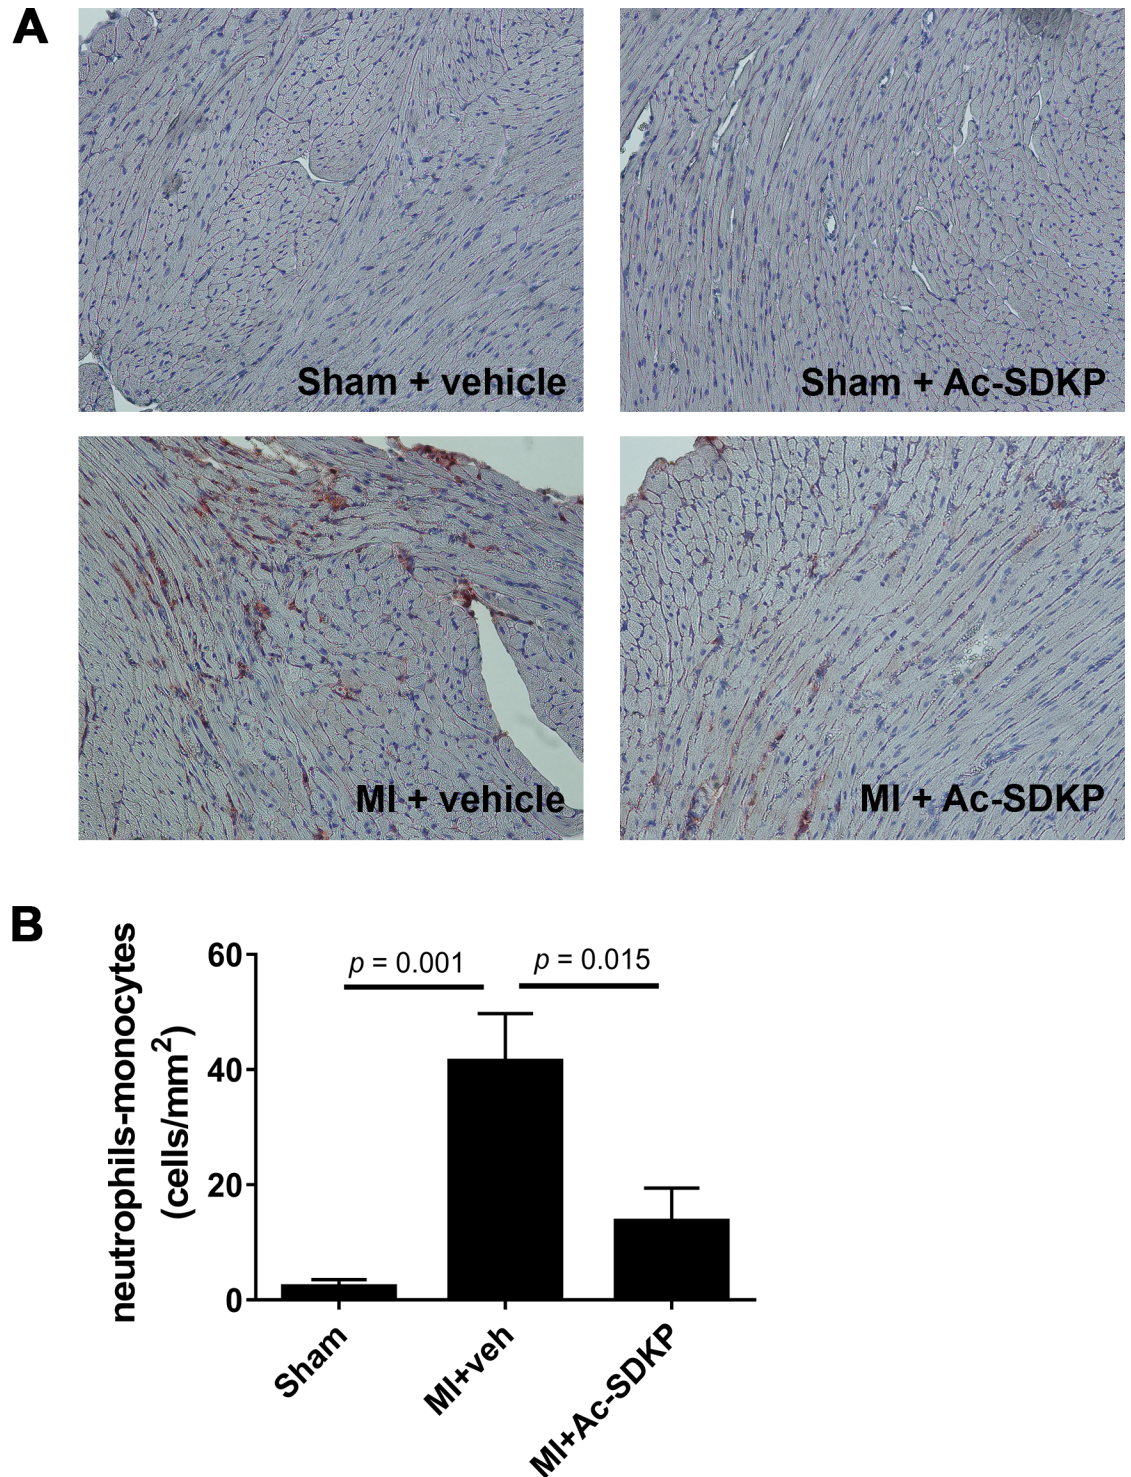 A
Sham + vehicle
Sham + Ac-SDKP
MI + vehicle
MI + Ac-SDKP
B
neutrophils-monocytes
(cells/mm²)
60
40
20
0
p = 0.001
p = 0.015
Sham
MI+veh
MI+Ac-SDKP